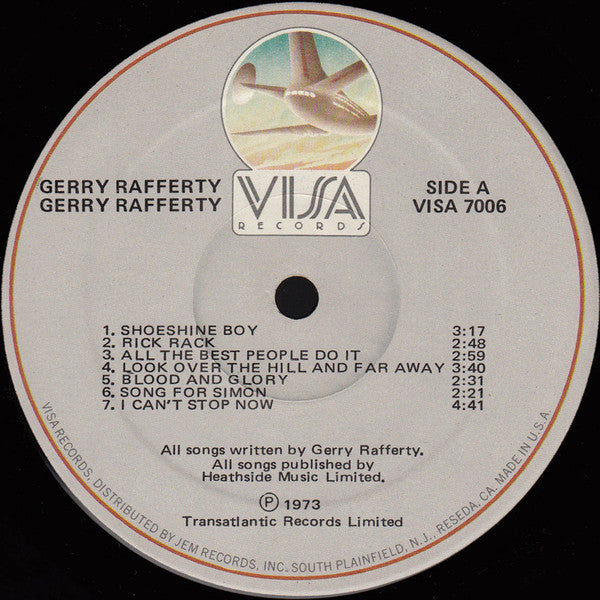 GERRY RAFFERTY
GERRY RAFFERTY
VISA
RECORDS
SIDE A
VISA 7006
1. SHOESHINE BOY 3:17
2. RICK RACK 2:48
3. ALL THE BEST PEOPLE DO IT 2:59
4. LOOK OVER THE HILL AND FAR AWAY 3:40
5. BLOOD AND GLORY 2:31
6. SONG FOR SIMON 2:21
7. I CAN'T STOP NOW 4:41
All songs written by Gerry Rafferty.
All songs published by
Heathside Music Limited.
Ⓟ 1973
Transatlantic Records Limited
VISA RECORDS, DISTRIBUTED BY JEM RECORDS, INC. SOUTH PLAINFIELD, N.J., RESEDA, CA. MADE IN U.S.A.